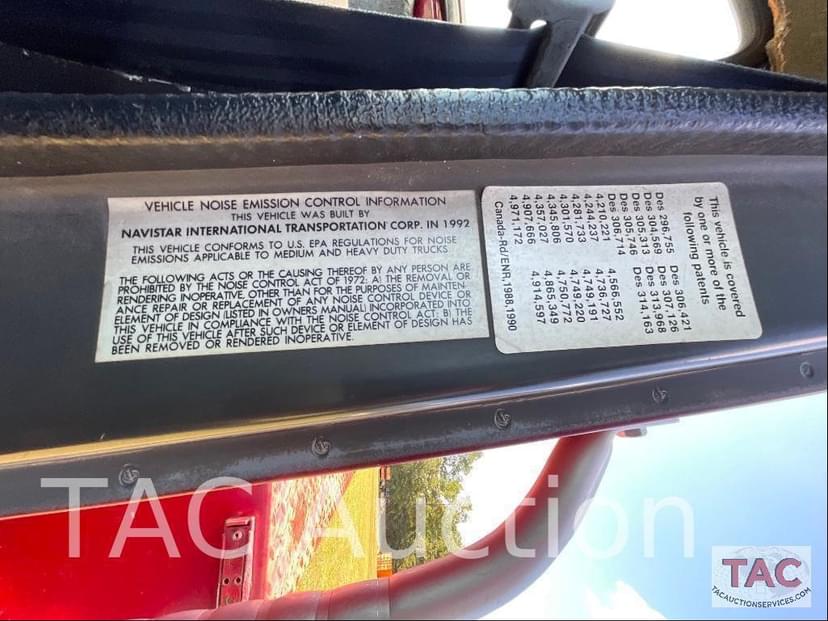 VEHICLE NOISE EMISSION CONTROL INFORMATION
THIS VEHICLE WAS BUILT BY
NAVISTAR INTERNATIONAL TRANSPORTATION CORP. IN 1992
THIS VEHICLE CONFORMS TO U.S. EPA REGULATIONS FOR NOISE
EMISSIONS APPLICABLE TO MEDIUM AND HEAVY DUTY TRUCKS
THE FOLLOWING ACTS OR THE CAUSING THEREOF BY ANY PERSON ARE
PROHIBITED BY THE NOISE CONTROL ACT OF 1972: A) THE REMOVAL OR
RENDERING INOPERATIVE, OTHER THAN FOR THE PURPOSES OF MAINTEN-
ANCE REPAIR OR REPLACEMENT OF ANY NOISE CONTROL DEVICE OR
ELEMENT OF DESIGN (LISTED IN OWNERS MANUAL) INCORPORATED INTO
THIS VEHICLE IN COMPLIANCE WITH THE NOISE CONTROL ACT: B) THE
USE OF THIS VEHICLE AFTER SUCH DEVICE OR ELEMENT OF DESIGN HAS
BEEN REMOVED OR RENDERED INOPERATIVE.
This vehicle is covered
by one or more of the
following patents
Des 296,755 Des 306,421
Des 304,569 Des 307,126
Des 305,313 Des 313,968
Des 305,746 Des 314,163
Des 306,714
4,210,221 4,566,552
4,244,237 4,736,727
4,281,733 4,749,191
4,301,570 4,749,220
4,345,806 4,750,772
4,357,027 4,865,349
4,907,666 4,914,597
4,971,172
Canada-Rd/ENR,1988,1990
TAC Auction
TAC
TACAUCTIONSERVICES.COM